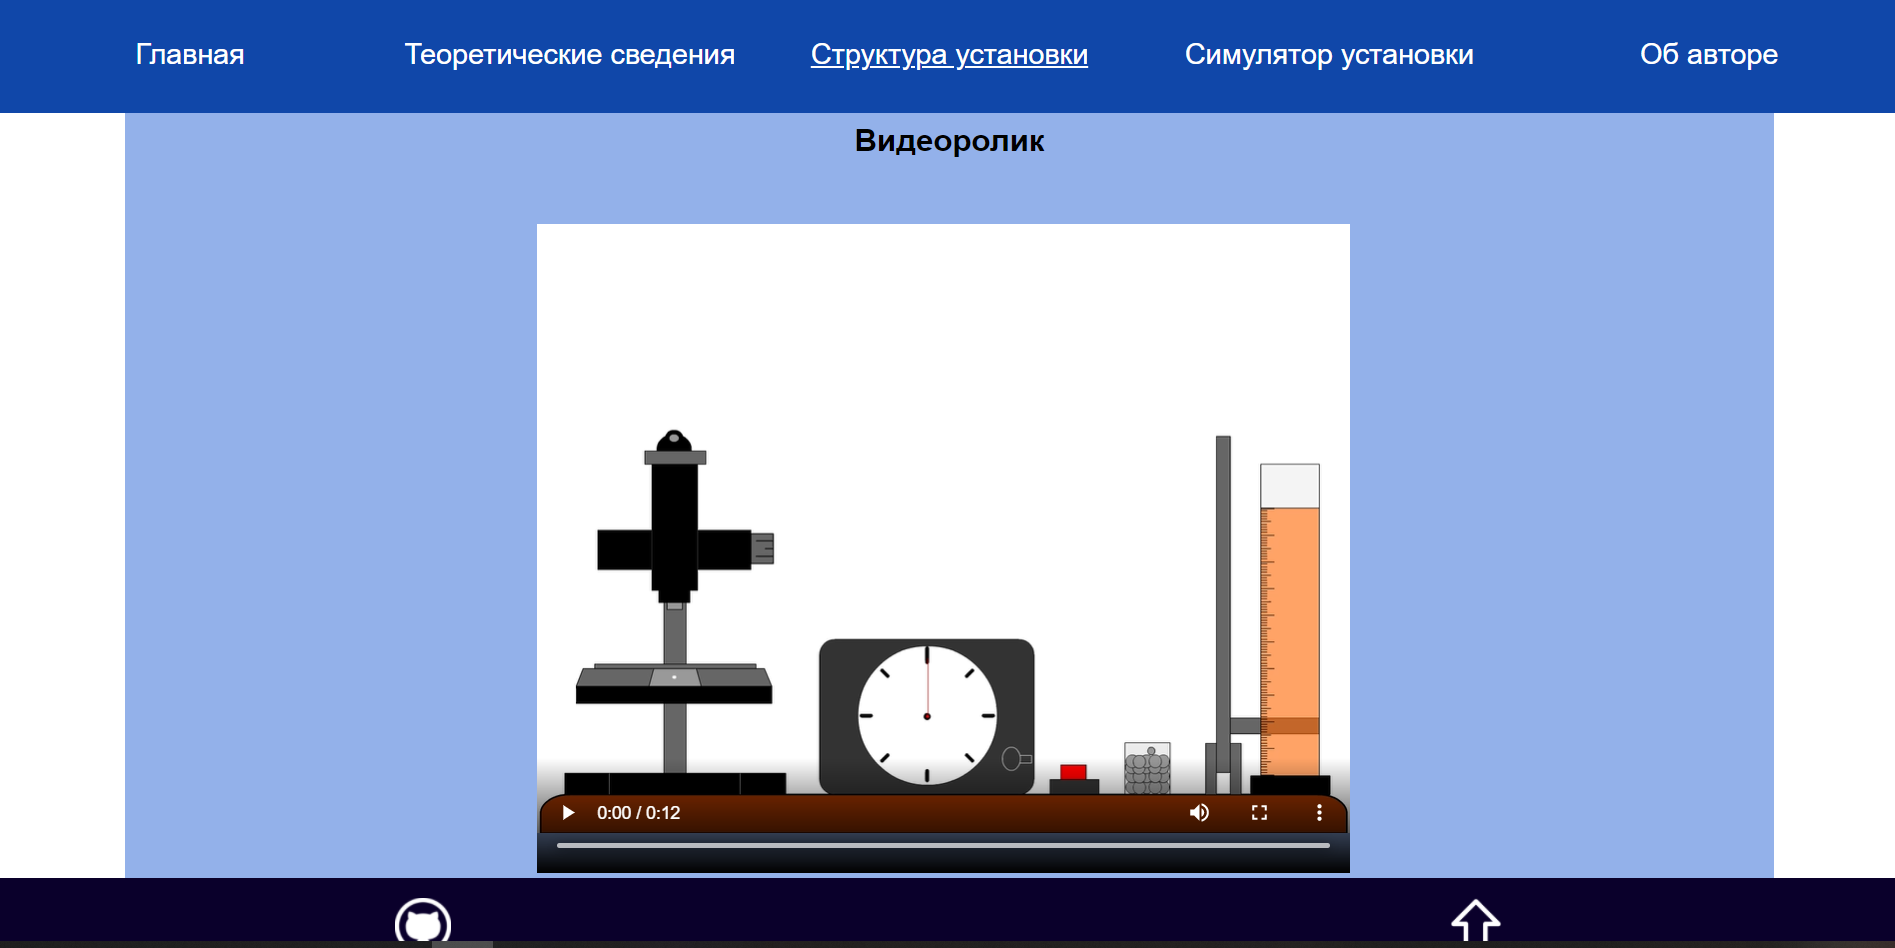 Главная Теоретические сведения Структура установки Симулятор установки Об авторе
Видеоролик
0:00 / 0:12